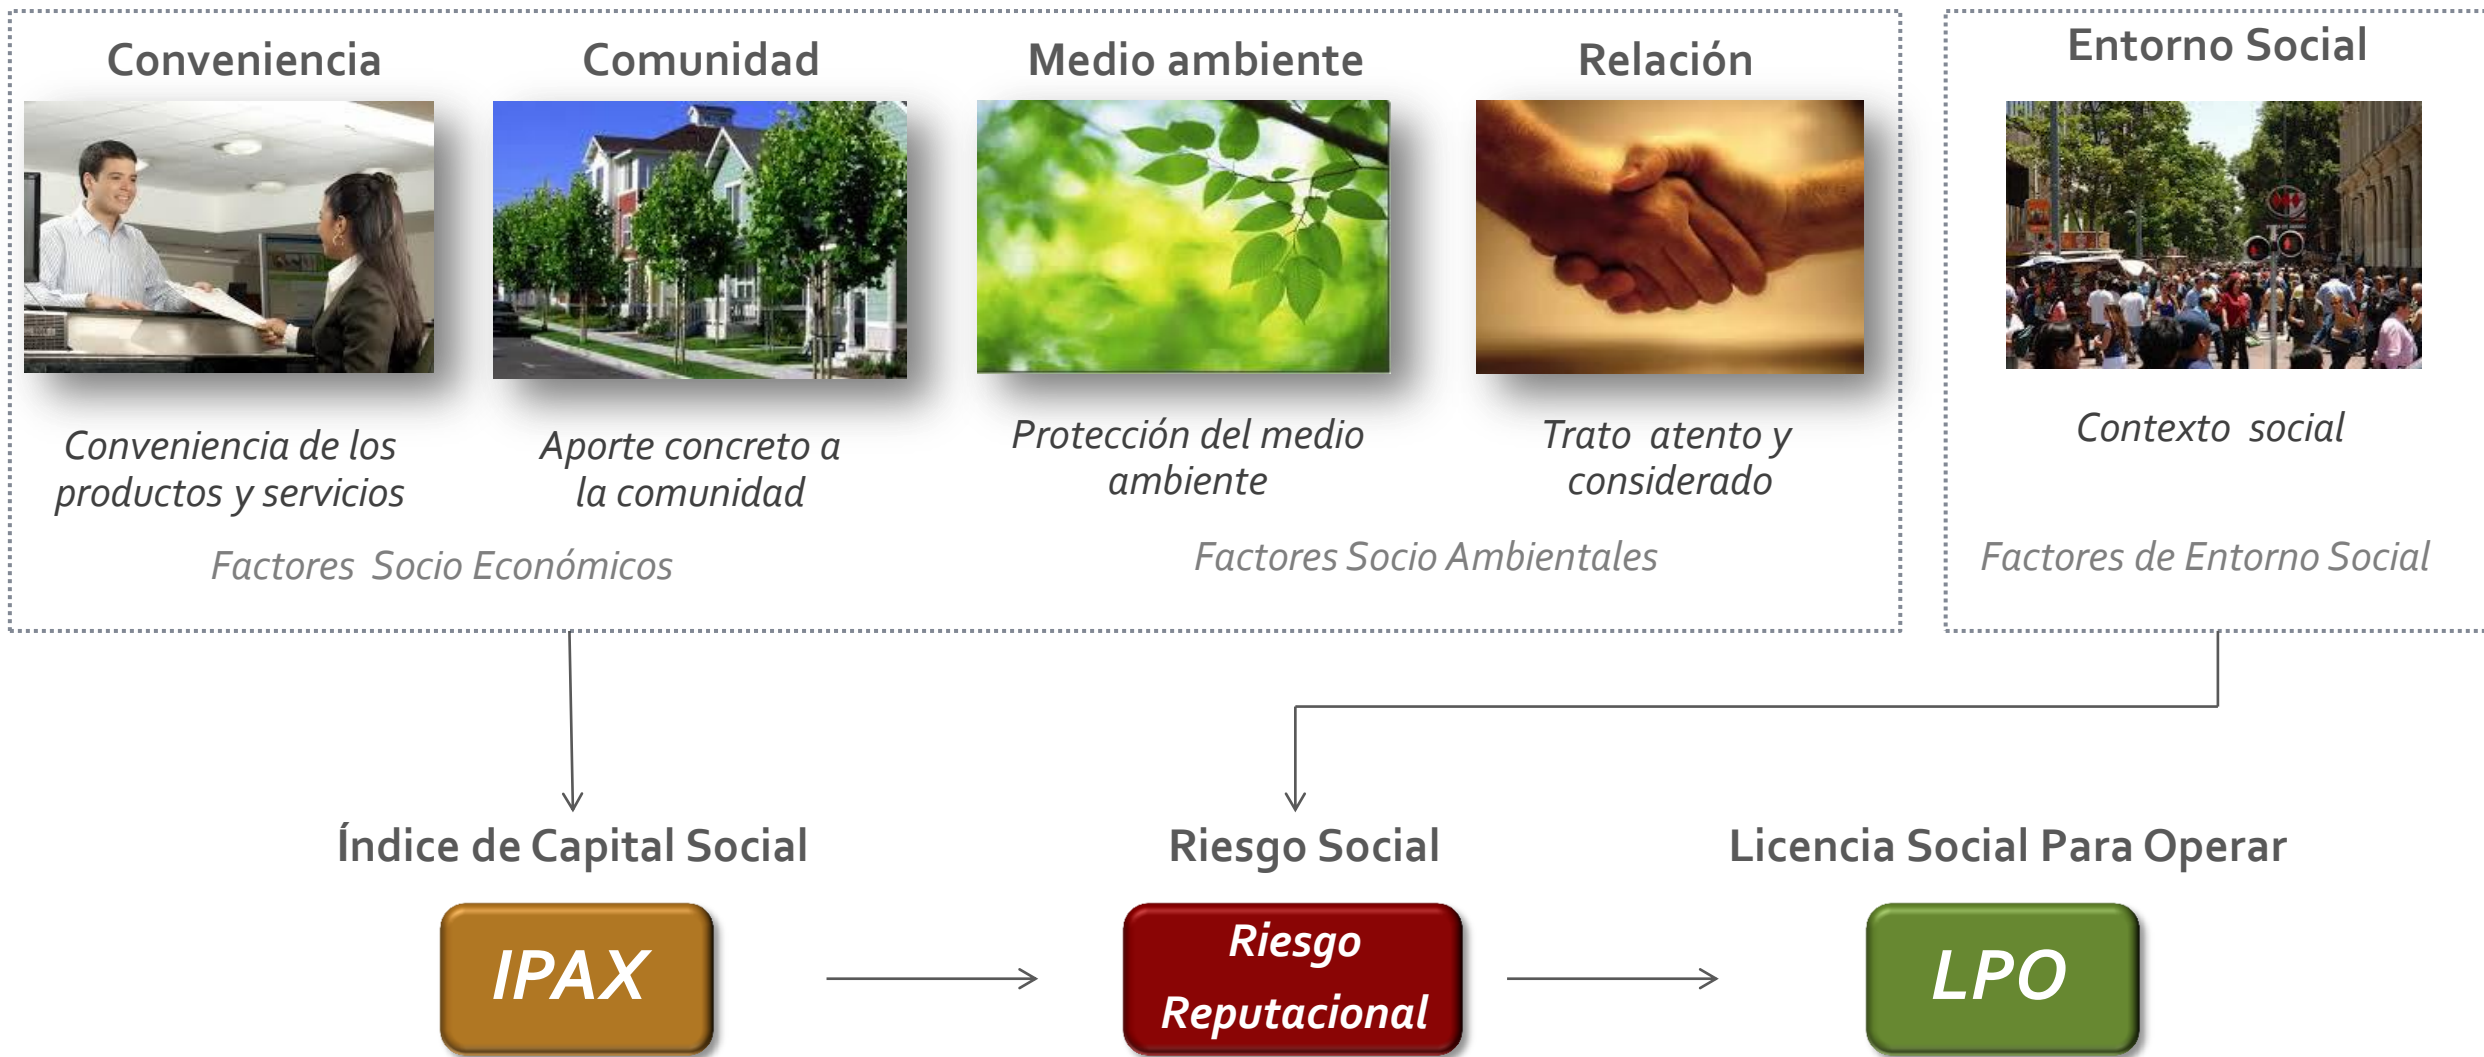 Conveniencia
Comunidad
Medio ambiente
Relación
Entorno Social
Conveniencia de los
productos y servicios
Aporte concreto a
la comunidad
Protección del medio
ambiente
Trato atento y
considerado
Contexto social
Factores Socio Económicos
Factores Socio Ambientales
Factores de Entorno Social
Índice de Capital Social
Riesgo Social
Licencia Social Para Operar
IPAX
Riesgo
Reputacional
LPO